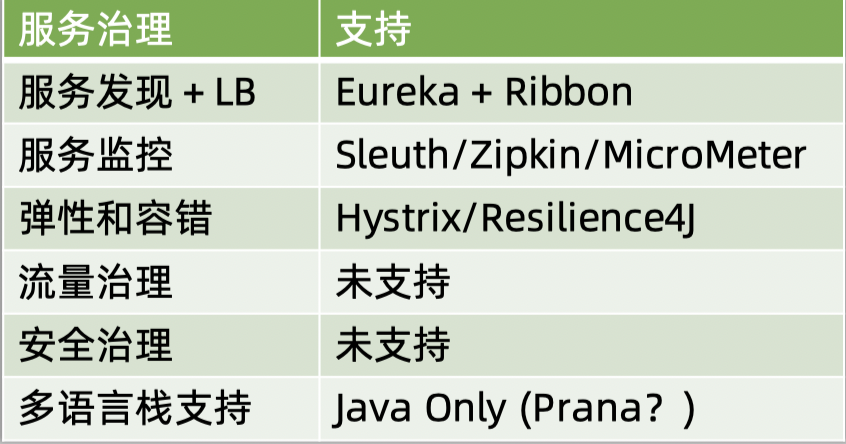 服务治理 支持
服务发现 + LB Eureka + Ribbon
服务监控 Sleuth/Zipkin/MicroMeter
弹性和容错 Hystrix/Resilience4J
流量治理 未支持
安全治理 未支持
多语言栈支持 Java Only (Prana？)